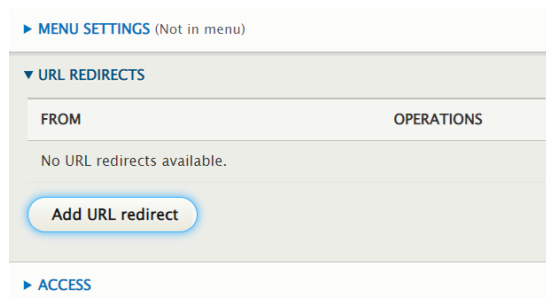 MENU SETTINGS (Not in menu)
URL REDIRECTS
FROM OPERATIONS
No URL redirects available.
Add URL redirect
ACCESS